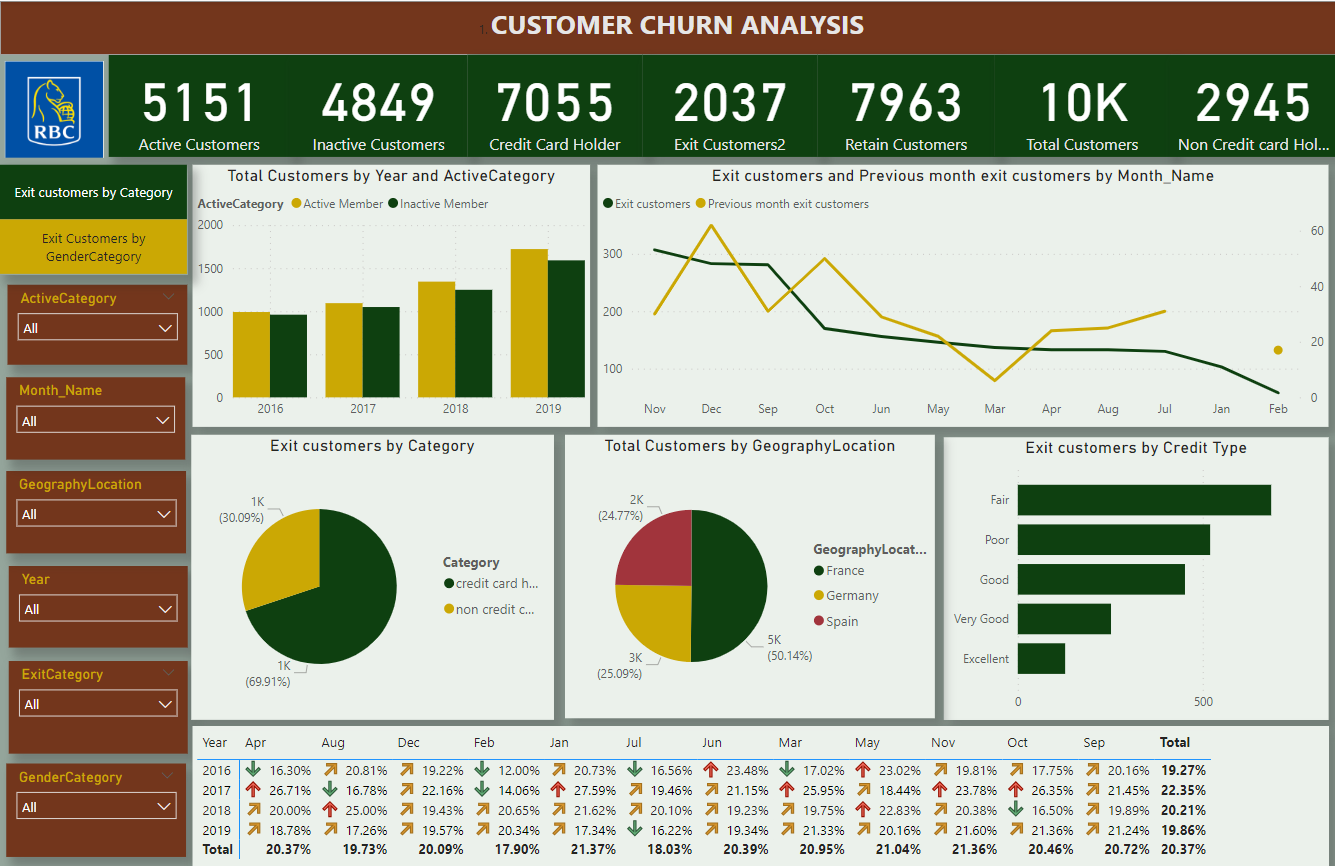 1. CUSTOMER CHURN ANALYSIS
RBC
5151 4849 7055 2037 7963 10K 2945
Active Customers Inactive Customers Credit Card Holder Exit Customers2 Retain Customers Total Customers Non Credit card Hol...
Exit customers by Category
Exit Customers by
GenderCategory
ActiveCategory
All
Month_Name
All
GeographyLocation
All
Year
All
ExitCategory
All
GenderCategory
All
Total Customers by Year and ActiveCategory
ActiveCategory Active Member Inactive Member
2000
1500
1000
500
0
2016 2017 2018 2019
Exit customers and Previous month exit customers by Month_Name
Exit customers Previous month exit customers
300
200
100
60
40
20
0
Nov Dec Sep Oct Jun May Mar Apr Aug Jul Jan Feb
Exit customers by Category
1K
(30.09%)
1K
(69.91%)
Category
credit card h...
non credit c...
Total Customers by GeographyLocation
2K
(24.77%)
3K
(25.09%)
5K
(50.14%)
GeographyLocat...
France
Germany
Spain
Exit customers by Credit Type
Fair
Poor
Good
Very Good
Excellent
0 500
Year Apr Aug Dec Feb Jan Jul Jun Mar May Nov Oct Sep Total
2016 16.30% 20.81% 19.22% 12.00% 20.73% 16.56% 23.48% 17.02% 23.02% 19.81% 17.75% 20.16% 19.27%
2017 26.71% 16.78% 22.16% 14.06% 27.59% 19.46% 21.15% 25.95% 18.44% 23.78% 26.35% 21.45% 22.35%
2018 20.00% 25.00% 19.43% 20.65% 21.62% 20.10% 19.23% 19.75% 22.83% 20.38% 16.50% 19.89% 20.21%
2019 18.78% 17.26% 19.57% 20.34% 17.34% 16.22% 19.34% 21.33% 20.16% 21.60% 21.36% 21.24% 19.86%
Total 20.37% 19.73% 20.09% 17.90% 21.37% 18.03% 20.39% 20.95% 21.04% 21.36% 20.46% 20.72% 20.37%